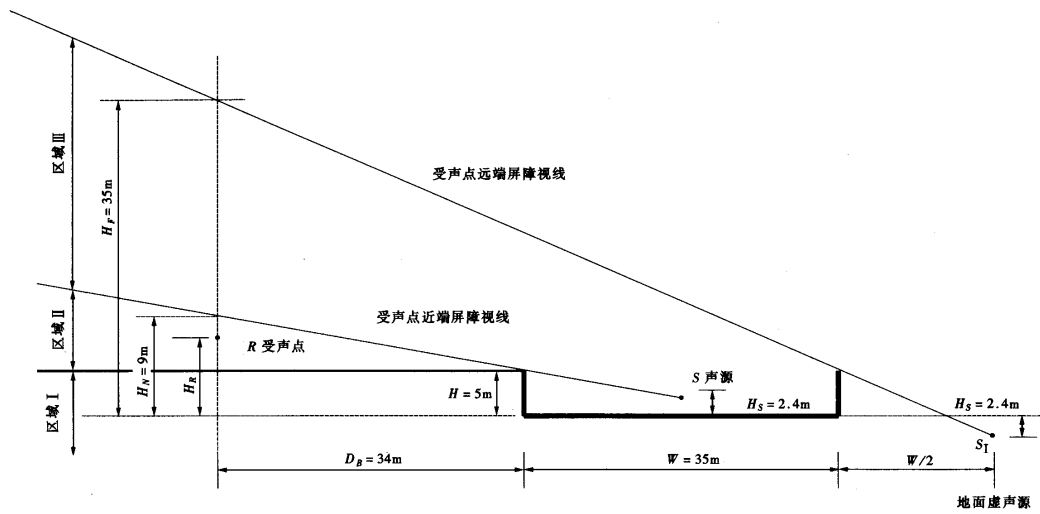 区域Ⅲ
H_F = 35m
受声点远端屏障视线
区域Ⅱ
受声点近端屏障视线
R 受声点
H_N = 9m
H_R
S 声源
H = 5m
H_S = 2.4m
H_S = 2.4m
区域Ⅰ
S_I
D_B = 34m
W = 35m
W/2
地面虚声源